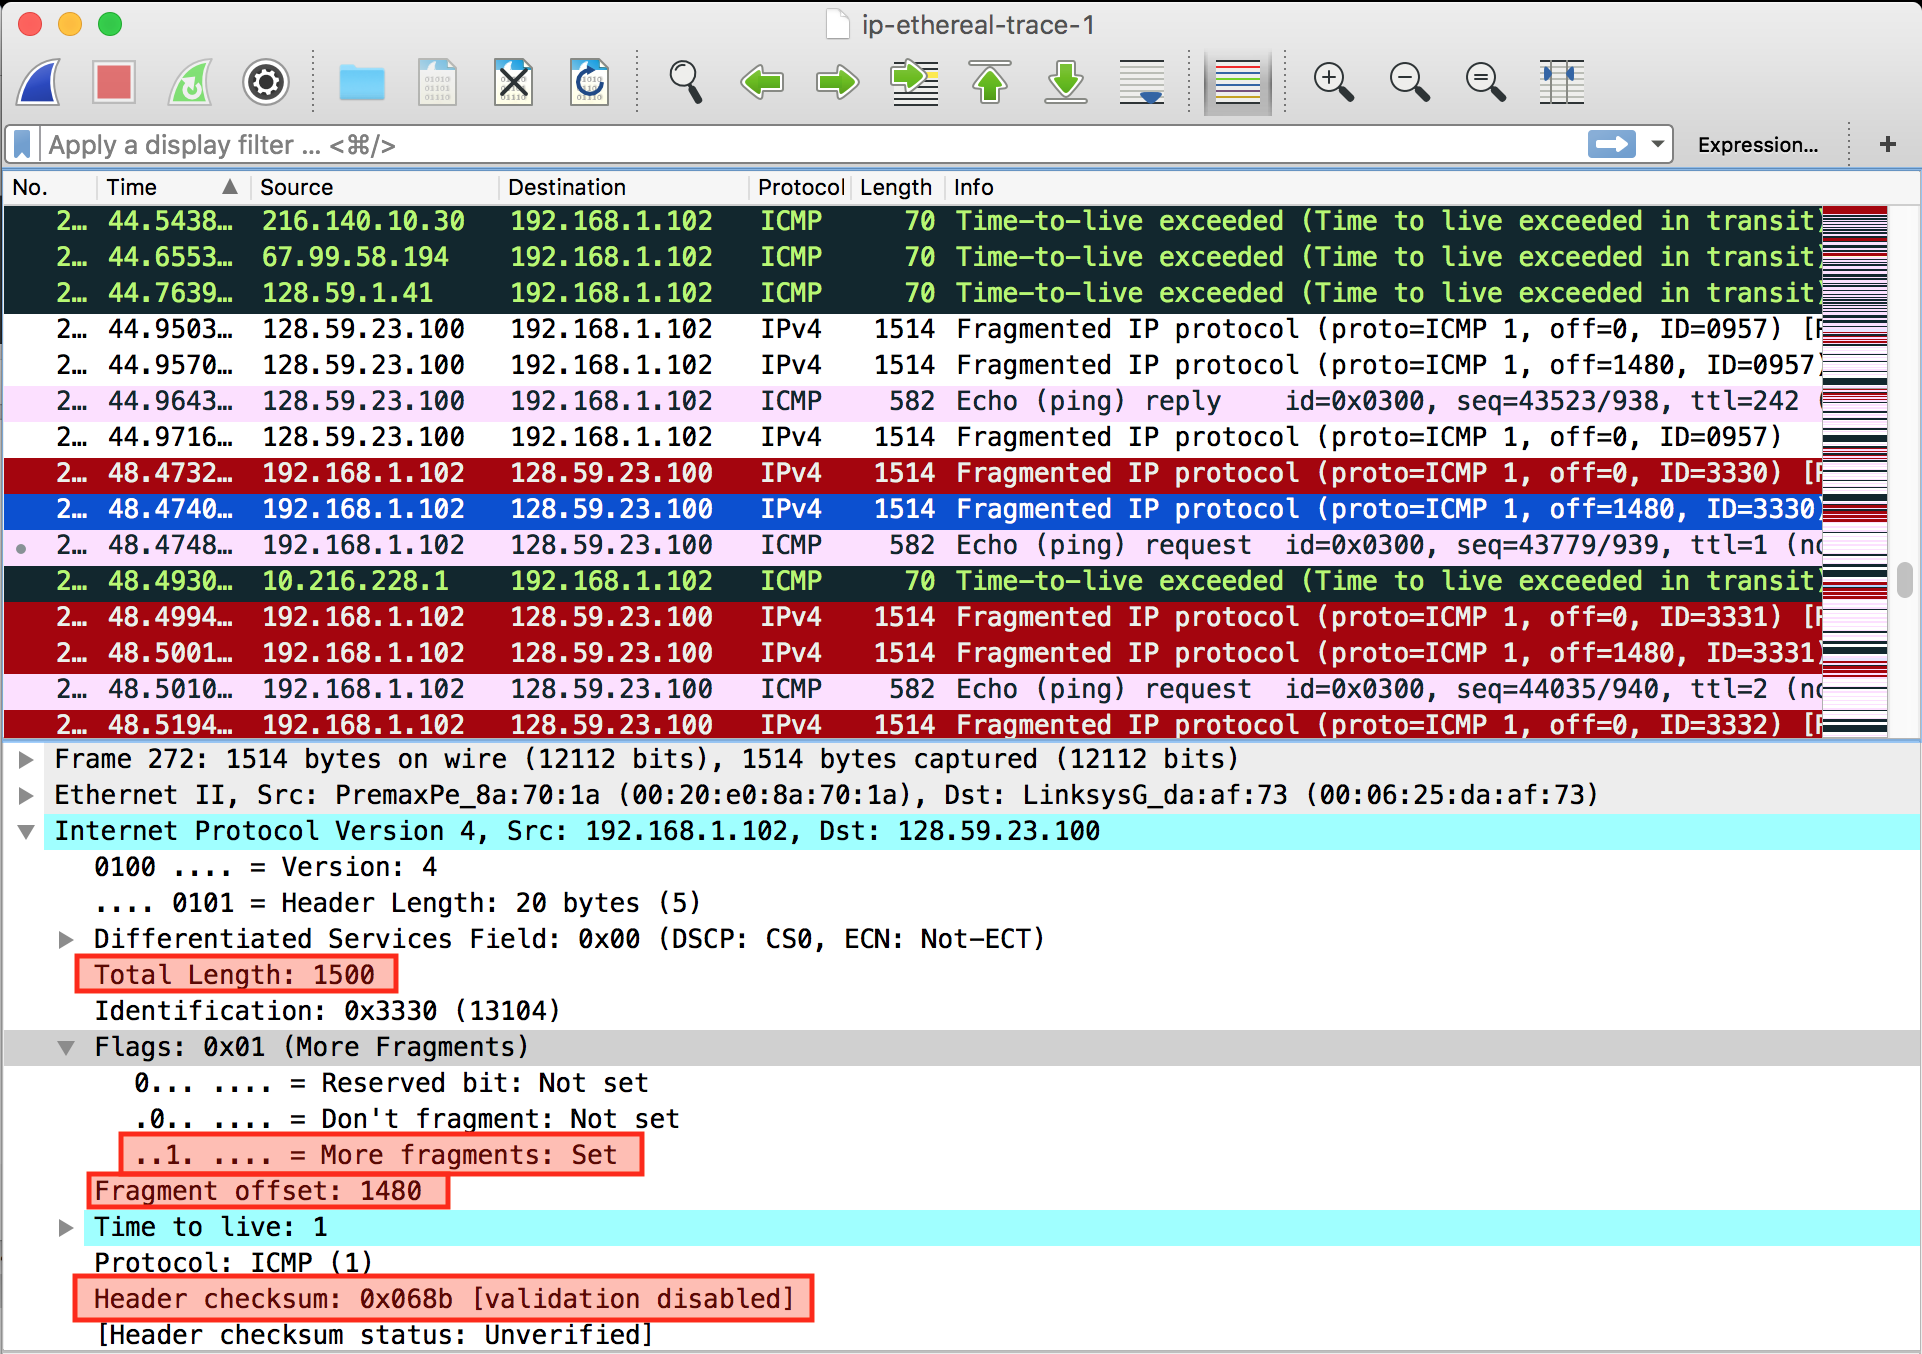 ip-ethereal-trace-1
Apply a display filter ... <⌘/>
Expression...
+
No. Time Source Destination Protocol Length Info
2… 44.5438… 216.140.10.30 192.168.1.102 ICMP 70 Time-to-live exceeded (Time to live exceeded in transit)
2… 44.6553… 67.99.58.194 192.168.1.102 ICMP 70 Time-to-live exceeded (Time to live exceeded in transit)
2… 44.7639… 128.59.1.41 192.168.1.102 ICMP 70 Time-to-live exceeded (Time to live exceeded in transit)
2… 44.9503… 128.59.23.100 192.168.1.102 IPv4 1514 Fragmented IP protocol (proto=ICMP 1, off=0, ID=0957) [
2… 44.9570… 128.59.23.100 192.168.1.102 IPv4 1514 Fragmented IP protocol (proto=ICMP 1, off=1480, ID=0957)
2… 44.9643… 128.59.23.100 192.168.1.102 ICMP 582 Echo (ping) reply id=0x0300, seq=43523/938, ttl=242 (
2… 44.9716… 128.59.23.100 192.168.1.102 IPv4 1514 Fragmented IP protocol (proto=ICMP 1, off=0, ID=0957)
2… 48.4732… 192.168.1.102 128.59.23.100 IPv4 1514 Fragmented IP protocol (proto=ICMP 1, off=0, ID=3330) [
2… 48.4740… 192.168.1.102 128.59.23.100 IPv4 1514 Fragmented IP protocol (proto=ICMP 1, off=1480, ID=3330)
2… 48.4748… 192.168.1.102 128.59.23.100 ICMP 582 Echo (ping) request id=0x0300, seq=43779/939, ttl=1 (no
2… 48.4930… 10.216.228.1 192.168.1.102 ICMP 70 Time-to-live exceeded (Time to live exceeded in transit)
2… 48.4994… 192.168.1.102 128.59.23.100 IPv4 1514 Fragmented IP protocol (proto=ICMP 1, off=0, ID=3331) [
2… 48.5001… 192.168.1.102 128.59.23.100 IPv4 1514 Fragmented IP protocol (proto=ICMP 1, off=1480, ID=3331)
2… 48.5010… 192.168.1.102 128.59.23.100 ICMP 582 Echo (ping) request id=0x0300, seq=44035/940, ttl=2 (no
2… 48.5194… 192.168.1.102 128.59.23.100 IPv4 1514 Fragmented IP protocol (proto=ICMP 1, off=0, ID=3332) [
Frame 272: 1514 bytes on wire (12112 bits), 1514 bytes captured (12112 bits)
Ethernet II, Src: PremaxPe_8a:70:1a (00:20:e0:8a:70:1a), Dst: LinksysG_da:af:73 (00:06:25:da:af:73)
Internet Protocol Version 4, Src: 192.168.1.102, Dst: 128.59.23.100
0100 .... = Version: 4
.... 0101 = Header Length: 20 bytes (5)
Differentiated Services Field: 0x00 (DSCP: CS0, ECN: Not-ECT)
Total Length: 1500
Identification: 0x3330 (13104)
Flags: 0x01 (More Fragments)
0... .... = Reserved bit: Not set
.0.. .... = Don't fragment: Not set
..1. .... = More fragments: Set
Fragment offset: 1480
Time to live: 1
Protocol: ICMP (1)
Header checksum: 0x068b [validation disabled]
[Header checksum status: Unverified]